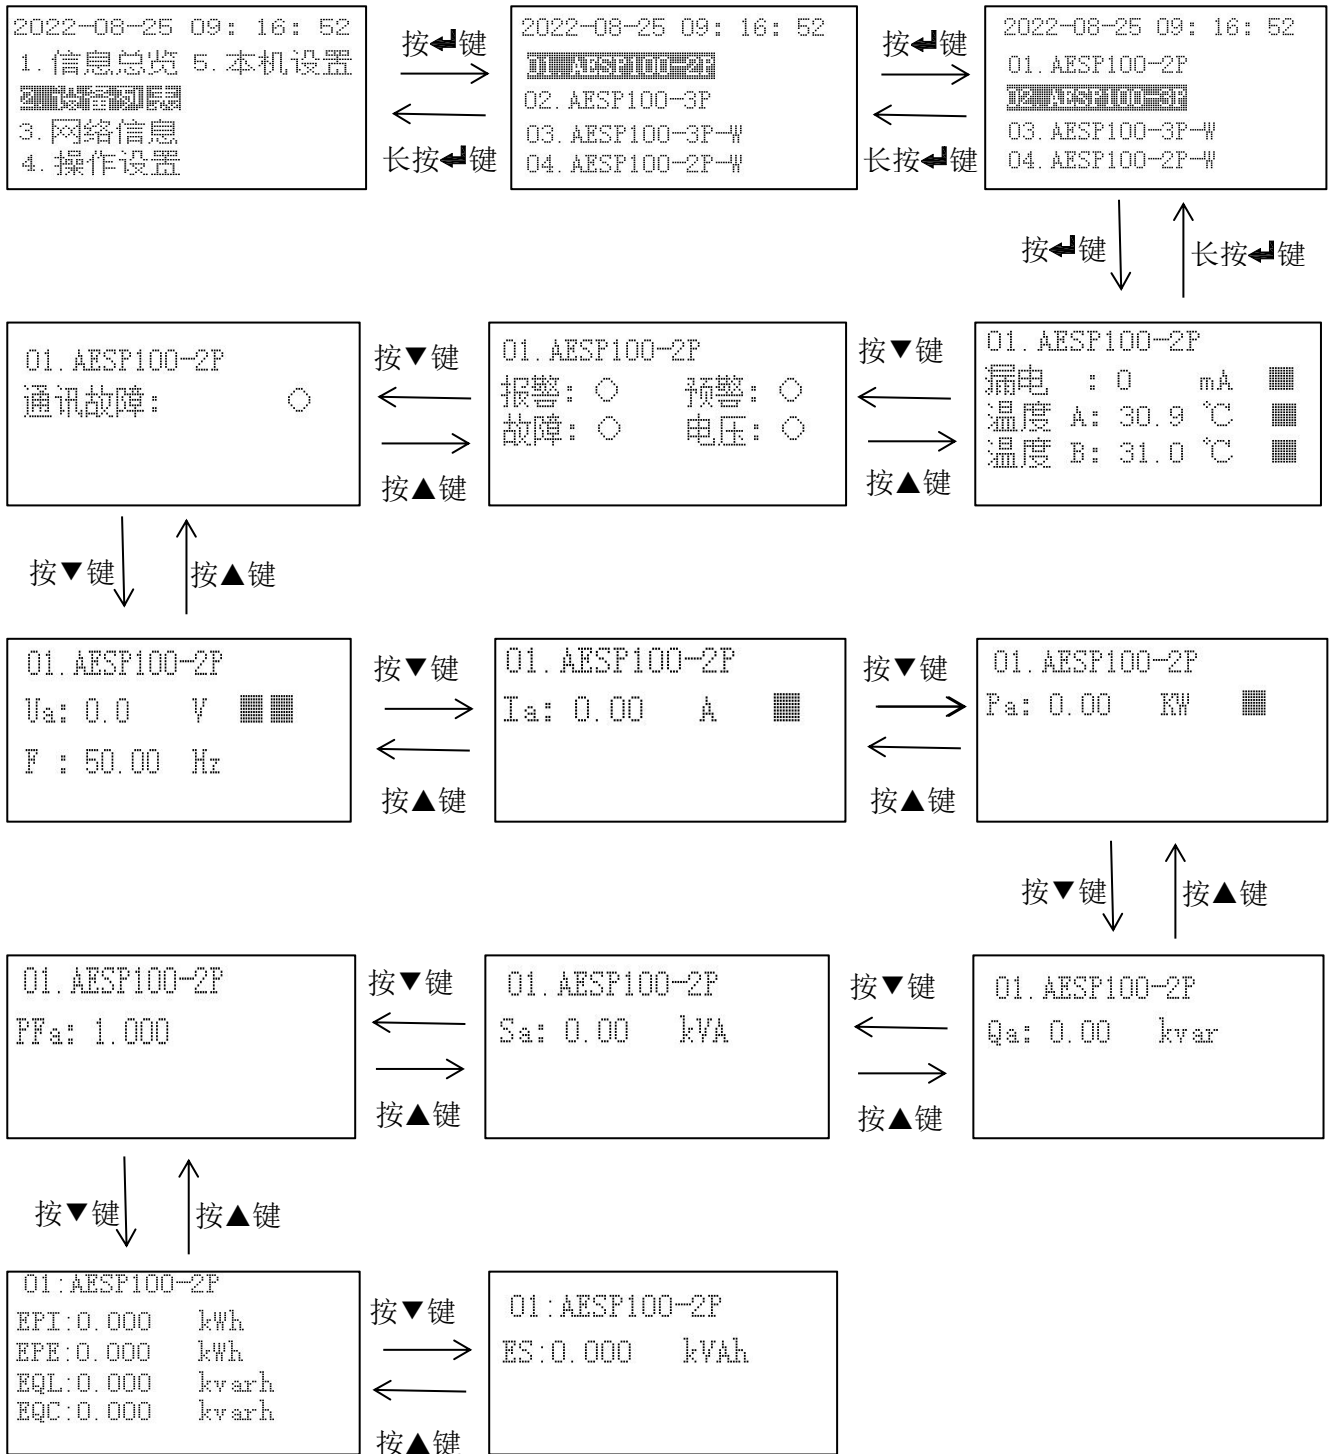 2022-08-25 09: 16: 52
1.信息总览 5.本机设置
2.设备列表
3.网络信息
4.操作设置
按键
长按键
2022-08-25 09: 16: 52
01.AESP100-2P
02.AESP100-3P
03.AESP100-3P-W
04.AESP100-2P-W
按键
长按键
2022-08-25 09: 16: 52
01.AESP100-2P
02.AESP100-3P
03.AESP100-3P-W
04.AESP100-2P-W
按键
长按键
01.AESP100-2P
通讯故障: ○
按▼键
按▲键
01.AESP100-2P
报警: ○ 预警: ○
故障: ○ 电压: ○
按▼键
按▲键
01.AESP100-2P
漏电 : 0 mA
温度 A: 30.9 ℃
温度 B: 31.0 ℃
按▼键
按▲键
01.AESP100-2P
Ua: 0.0 V
F : 50.00 Hz
按▼键
按▲键
01.AESP100-2P
Ia: 0.00 A
按▼键
按▲键
01.AESP100-2P
Pa: 0.00 KW
按▼键
按▲键
01.AESP100-2P
PFa: 1.000
按▼键
按▲键
01.AESP100-2P
Sa: 0.00 kVA
按▼键
按▲键
01.AESP100-2P
Qa: 0.00 kvar
按▼键
按▲键
01:AESP100-2P
EPI:0.000 kWh
EPE:0.000 kWh
EQL:0.000 kvarh
EQC:0.000 kvarh
按▼键
按▲键
01:AESP100-2P
ES:0.000 kVAh